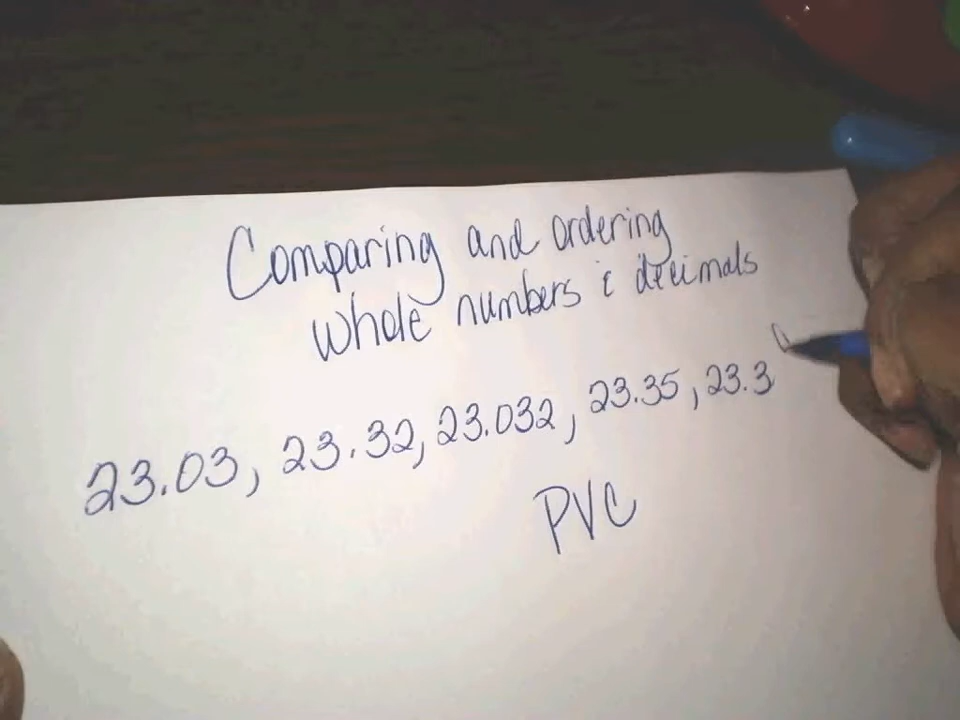 Comparing and ordering
whole numbers & decimals
23.03, 23.32, 23.032, 23.35, 23.3
PVC